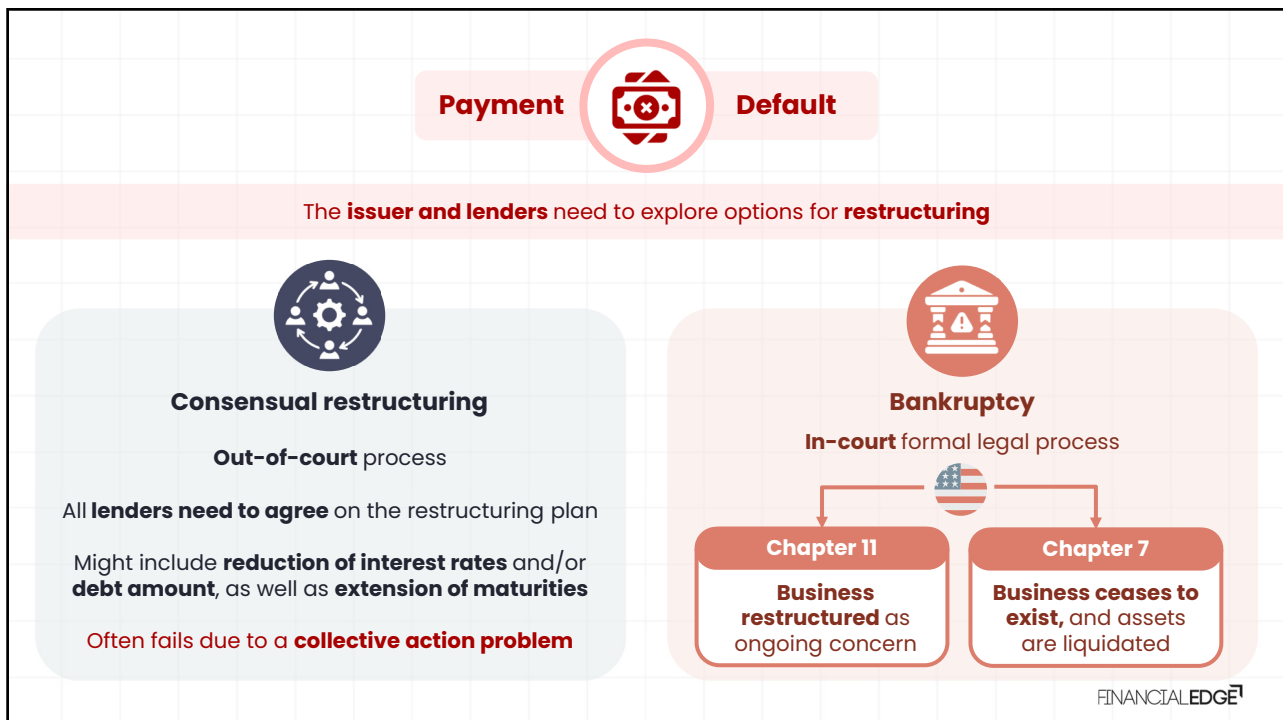 Payment Default
The issuer and lenders need to explore options for restructuring
Consensual restructuring
Out-of-court process
All lenders need to agree on the restructuring plan
Might include reduction of interest rates and/or
debt amount, as well as extension of maturities
Often fails due to a collective action problem
Bankruptcy
In-court formal legal process
Chapter 11
Business
restructured as
ongoing concern
Chapter 7
Business ceases to
exist, and assets
are liquidated
FINANCIALEDGE